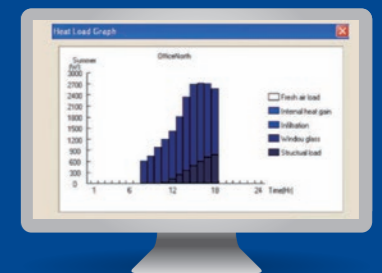 Heat Load Graph
OfficeNorth
Summer
(W)
3000
2700
2400
2100
1800
1500
1200
900
600
300
0
1 6 12 18 24 Time(Hr)
Fresh air load
Internal heat gain
Infiltration
Window glass
Structual load